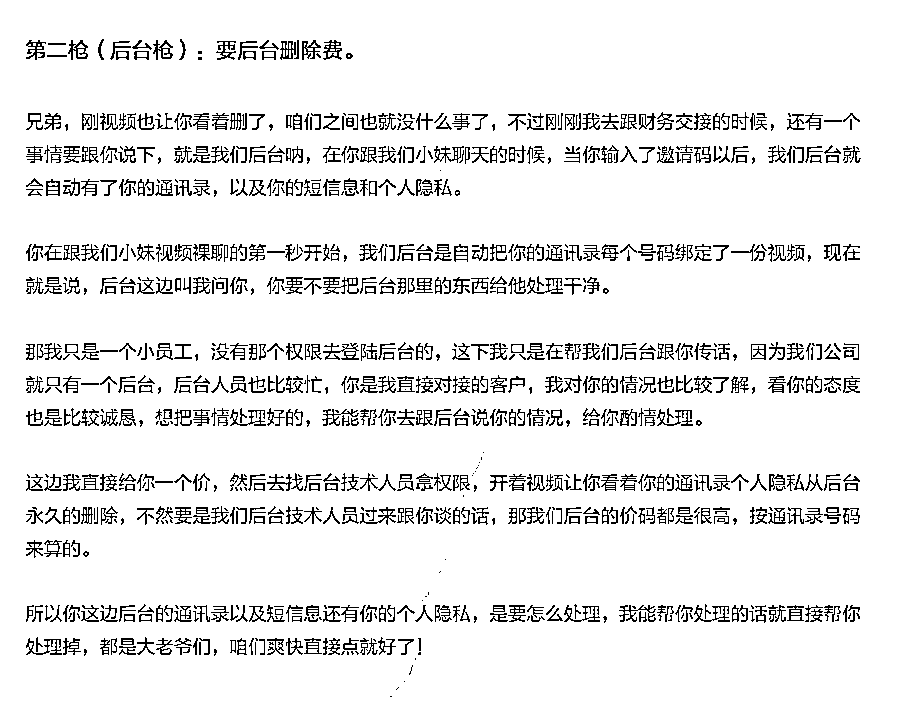 第二枪（后台枪）：要后台删除费。
兄弟，刚视频也让你看着删了，咱们之间也就没什么事了，不过刚刚我去跟财务交接的时候，还有一个
事情要跟你说下，就是我们后台呐，在你跟我们小妹聊天的时候，当你输入了邀请码以后，我们后台就
会自动有了你的通讯录，以及你的短信息和个人隐私。
你在跟我们小妹视频裸聊的第一秒开始，我们后台是自动把你的通讯录每个号码绑定了一份视频，现在
就是说，后台这边叫我问你，你要不要把后台那里的东西给他处理干净。
那我只是一个小员工，没有那个权限去登陆后台的，这下我只是在帮我们后台跟你传话，因为我们公司
就只有一个后台，后台人员也比较忙，你是我直接对接的客户，我对你的情况也比较了解，看你的态度
也是比较诚恳，想把事情处理好的，我能帮你去跟后台说你的情况，给你酌情处理。
这边我直接给你一个价，然后去找后台技术人员拿权限，开着视频让你看着你的通讯录个人隐私从后台
永久的删除，不然要是我们后台技术人员过来跟你谈的话，那我们后台的价码都是很高，按通讯录号码
来算的。
所以你这边后台的通讯录以及短信息还有你的个人隐私，是要怎么处理，我能帮你处理的话就直接帮你
处理掉，都是大老爷们，咱们爽快直接点就好了！